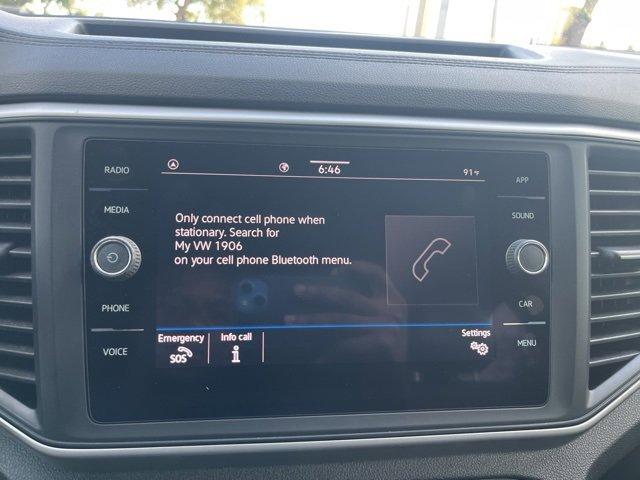 RADIO
MEDIA
PHONE
VOICE
6:46
91 °F
Only connect cell phone when
stationary. Search for
My VW 1906
on your cell phone Bluetooth menu.
Emergency
SOS
Info call
Settings
APP
SOUND
CAR
MENU